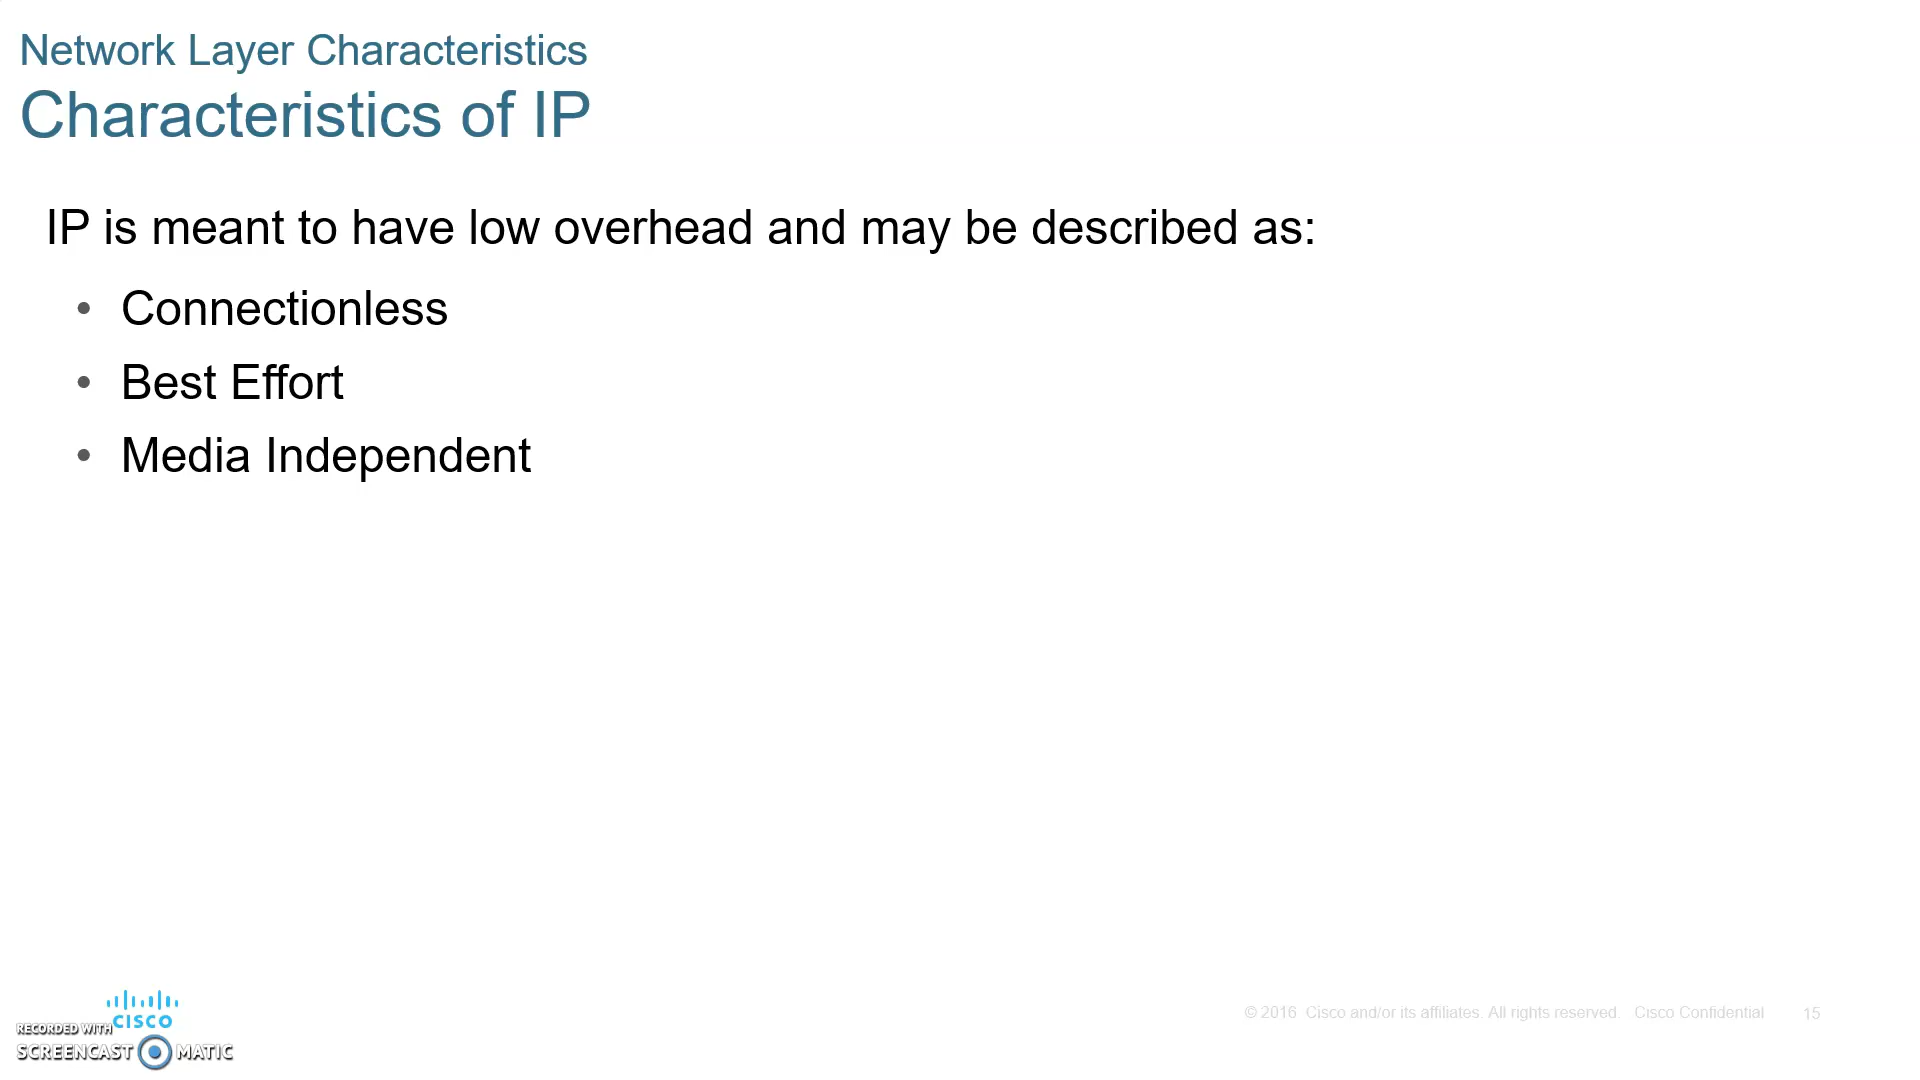 Network Layer Characteristics
Characteristics of IP
IP is meant to have low overhead and may be described as:
• Connectionless
• Best Effort
• Media Independent
CISCO
RECORDED WITH
SCREENCAST MATIC
© 2016 Cisco and/or its affiliates. All rights reserved. Cisco Confidential 15